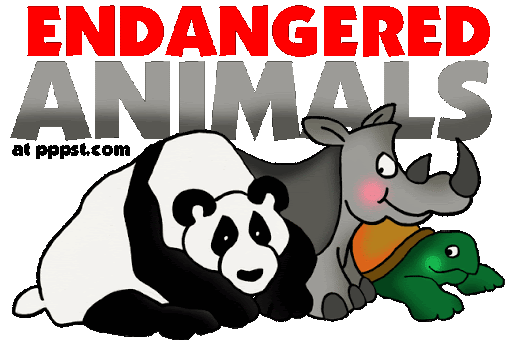 ENDANGERED
ANIMALS
at pppst.com